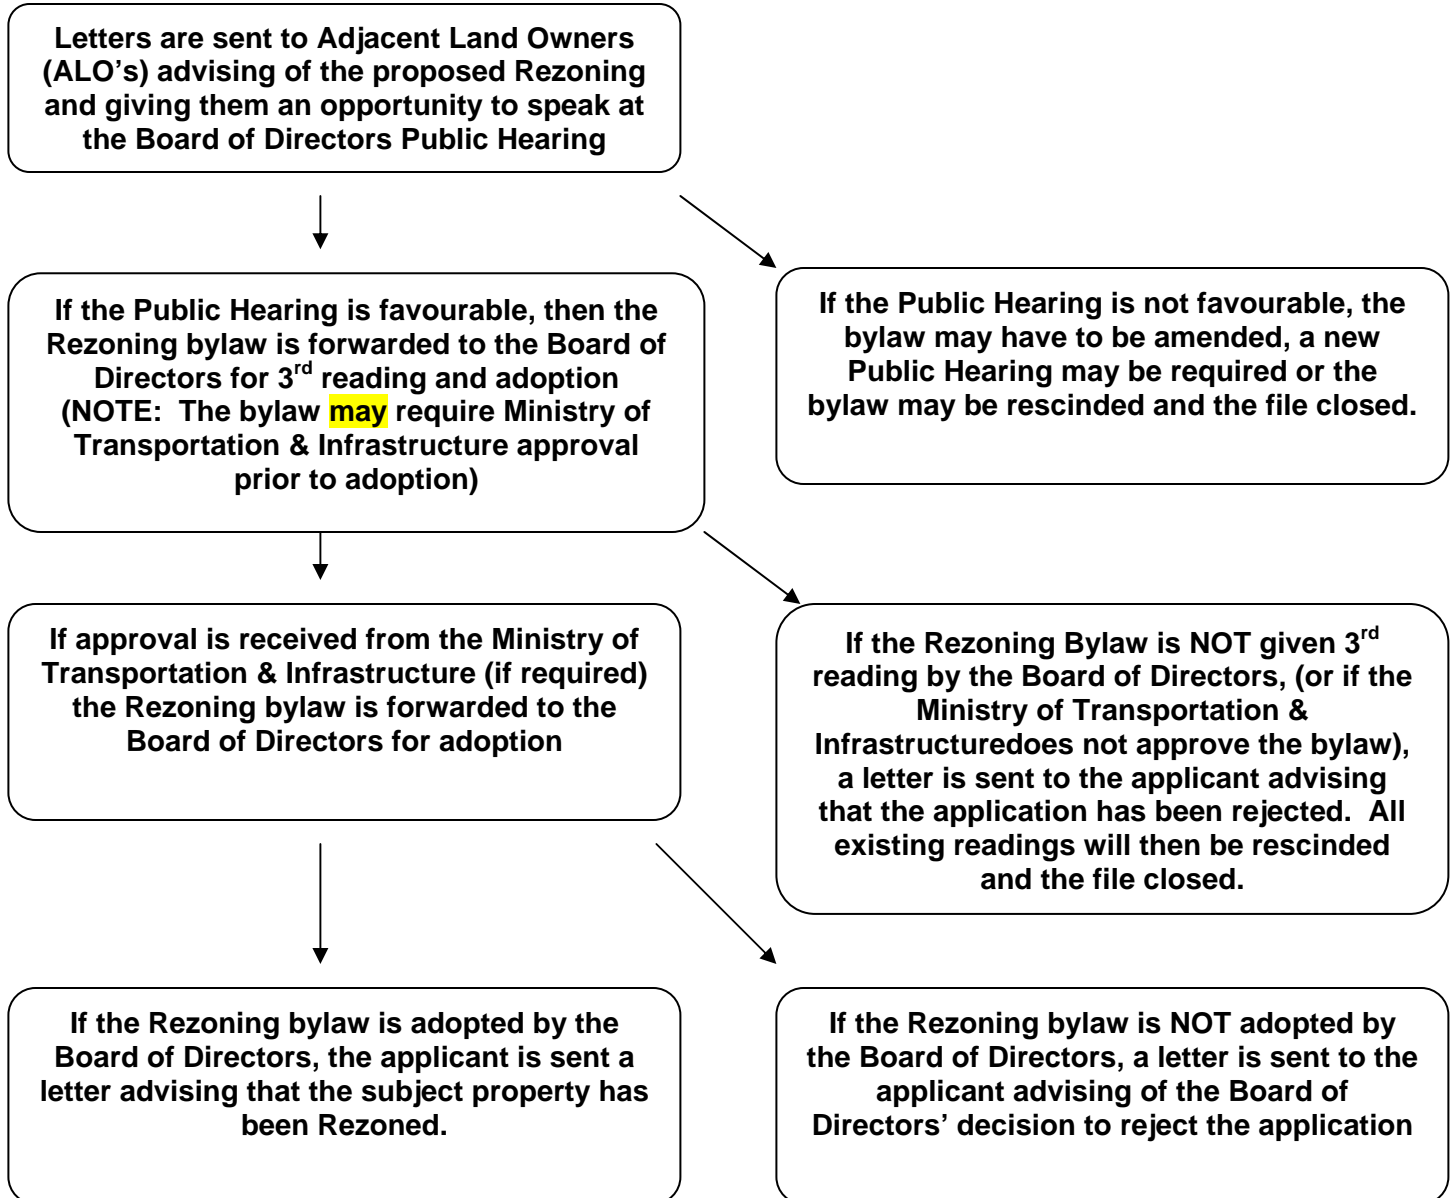 Letters are sent to Adjacent Land Owners
(ALO's) advising of the proposed Rezoning
and giving them an opportunity to speak at
the Board of Directors Public Hearing
If the Public Hearing is favourable, then the
Rezoning bylaw is forwarded to the Board of
Directors for 3rd reading and adoption
(NOTE:  The bylaw may require Ministry of
Transportation & Infrastructure approval
prior to adoption)
If the Public Hearing is not favourable, the
bylaw may have to be amended, a new
Public Hearing may be required or the
bylaw may be rescinded and the file closed.
If approval is received from the Ministry of
Transportation & Infrastructure (if required)
the Rezoning bylaw is forwarded to the
Board of Directors for adoption
If the Rezoning Bylaw is NOT given 3rd
reading by the Board of Directors, (or if the
Ministry of Transportation &
Infrastructuredoes not approve the bylaw),
a letter is sent to the applicant advising
that the application has been rejected.  All
existing readings will then be rescinded
and the file closed.
If the Rezoning bylaw is adopted by the
Board of Directors, the applicant is sent a
letter advising that the subject property has
been Rezoned.
If the Rezoning bylaw is NOT adopted by
the Board of Directors, a letter is sent to the
applicant advising of the Board of
Directors' decision to reject the application